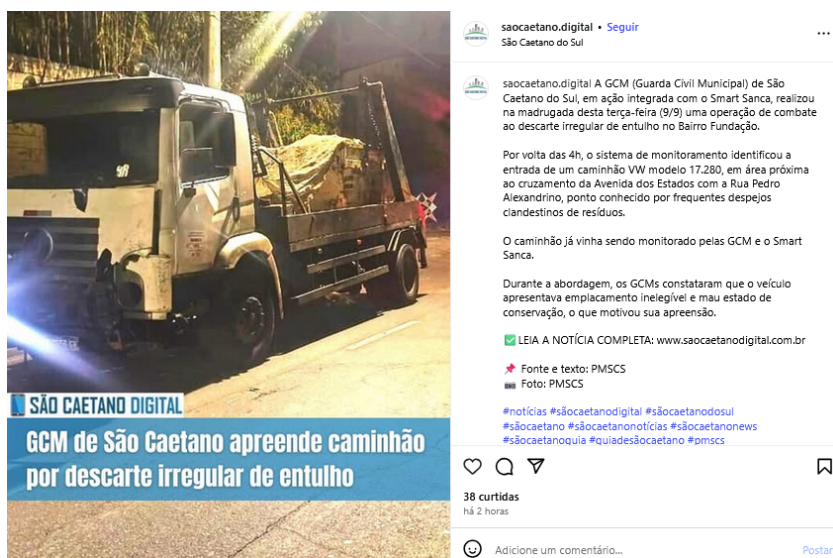 saocaetano.digital • Seguir
São Caetano do Sul
saocaetano.digital A GCM (Guarda Civil Municipal) de São
Caetano do Sul, em ação integrada com o Smart Sanca, realizou
na madrugada desta terça-feira (9/9) uma operação de combate
ao descarte irregular de entulho no Bairro Fundação.
Por volta das 4h, o sistema de monitoramento identificou a
entrada de um caminhão VW modelo 17.280, em área próxima
ao cruzamento da Avenida dos Estados com a Rua Pedro
Alexandrino, ponto conhecido por frequentes despejos
clandestinos de resíduos.
O caminhão já vinha sendo monitorado pelas GCM e o Smart
Sanca.
Durante a abordagem, os GCMs constataram que o veículo
apresentava emplacamento inelegível e mau estado de
conservação, o que motivou sua apreensão.
✅ LEIA A NOTÍCIA COMPLETA: www.saocaetanodigital.com.br
📌 Fonte e texto: PMSCS
📷 Foto: PMSCS
#notícias #sãocaetanodigital #sãocaetanodosul
#sãocaetano #sãocaetanonotícias #sãocaetanonews
#sãocaetanoguia #guiadesãocaetano #pmscs
38 curtidas
há 2 horas
Adicione um comentário...
Postar
SÃO CAETANO DIGITAL
GCM de São Caetano apreende caminhão
por descarte irregular de entulho